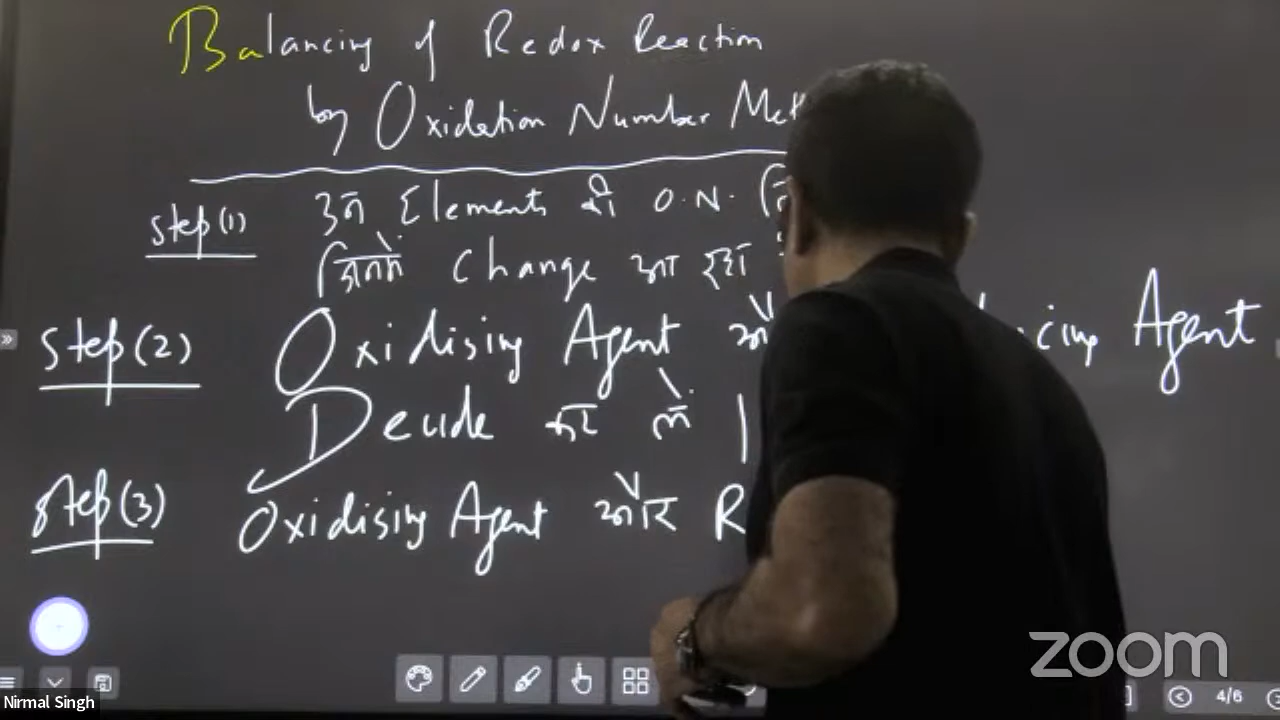 Balancing of Redox Reaction
by Oxidation Number
Step(1) उन Elements की O.N.
जिनमें Change आ रहा
Step(2) Oxidising Agent Agent
Decide कर लें |
Step(3) Oxidising Agent और R
zoom
4/6
Nirmal Singh